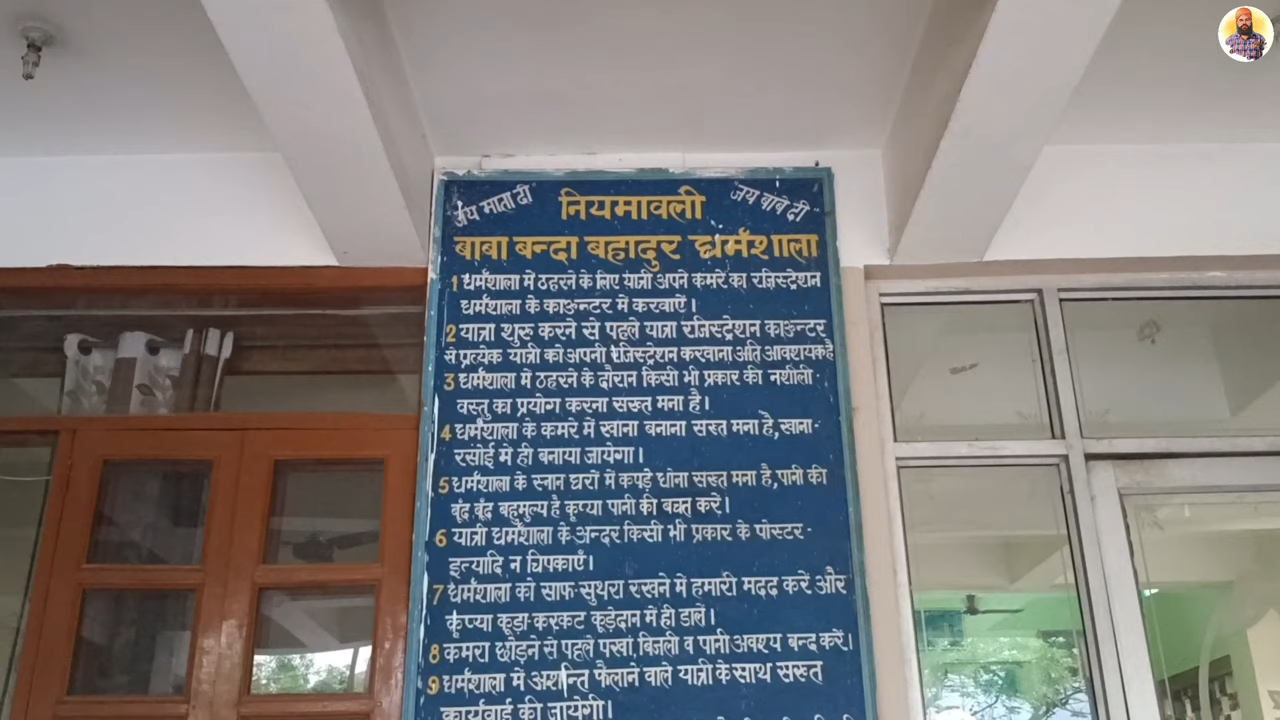 जय माता दी
नियमावली
जय बाबे दी
बाबा बन्दा बहादुर धर्मशाला
1 धर्मशाला में ठहरने के लिए यात्री अपने कमरे का रजिस्ट्रेशन
धर्मशाला के काऊन्टर में करवाऐं।
2 यात्रा शुरू करने से पहले यात्रा रजिस्ट्रेशन काऊन्टर
से प्रत्येक यात्री को अपनी रजिस्ट्रेशन करवाना अति आवशयक है
3 धर्मशाला में ठहरने के दौरान किसी भी प्रकार की नशीली
वस्तु का प्रयोग करना सख्त मना है।
4 धर्मशाला के कमरे में खाना बनाना सख्त मना है, खाना-
रसोई मे ही बनाया जायेगा।
5 धर्मशाला के स्नान घरों में कपड़े धोना सख्त मना है, पानी की
बूंद बूंद बहुमुल्य है कृप्या पानी की बचत करें।
6 यात्री धर्मशाला के अन्दर किसी भी प्रकार के पोस्टर-
इत्यादि न चिपकाएँ।
7 धर्मशाला को साफ-सुथरा रखने में हमारी मदद करें और
कृप्या कूड़ा-करकट कूड़ेदान में ही डालें।
8 कमरा छोड़ने से पहले पंखा, बिजली व पानी अवश्य बन्द करें।
9 धर्मशाला में अशान्ति फैलाने वाले यात्री के साथ सख्त
कार्यवाई की जायेगी।